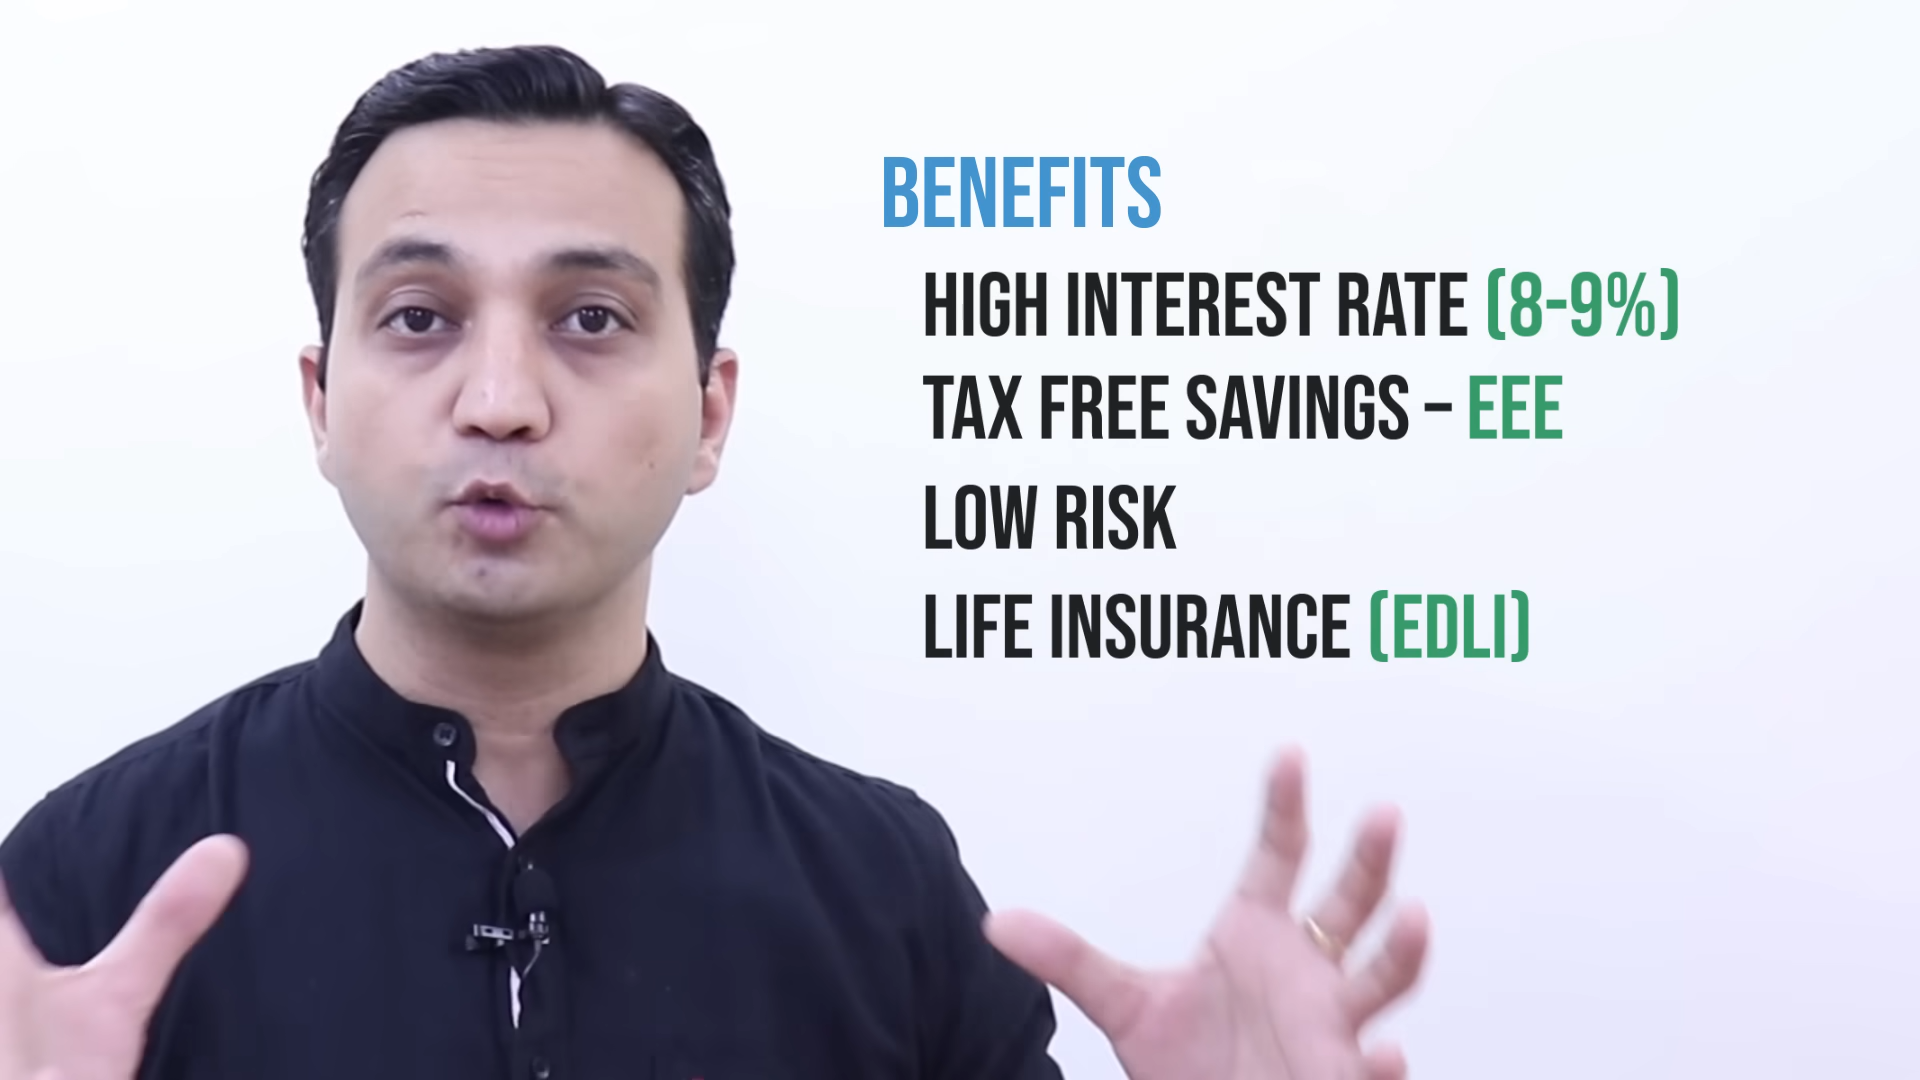 BENEFITS
HIGH INTEREST RATE (8-9%)
TAX FREE SAVINGS – EEE
LOW RISK
LIFE INSURANCE (EDLI)